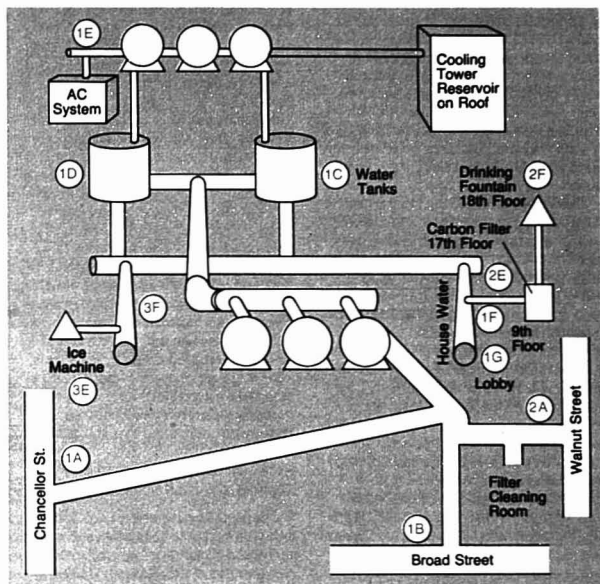 1E
AC
System
Cooling
Tower
Reservoir
on Roof
1D
1C
Water
Tanks
Drinking
Fountain
18th Floor
2F
Carbon Filter
17th Floor
2E
3F
House Water
1F
9th
Floor
Ice
Machine
3E
1G
Lobby
2A
Walnut Street
1A
Chancellor St.
Filter
Cleaning
Room
1B
Broad Street